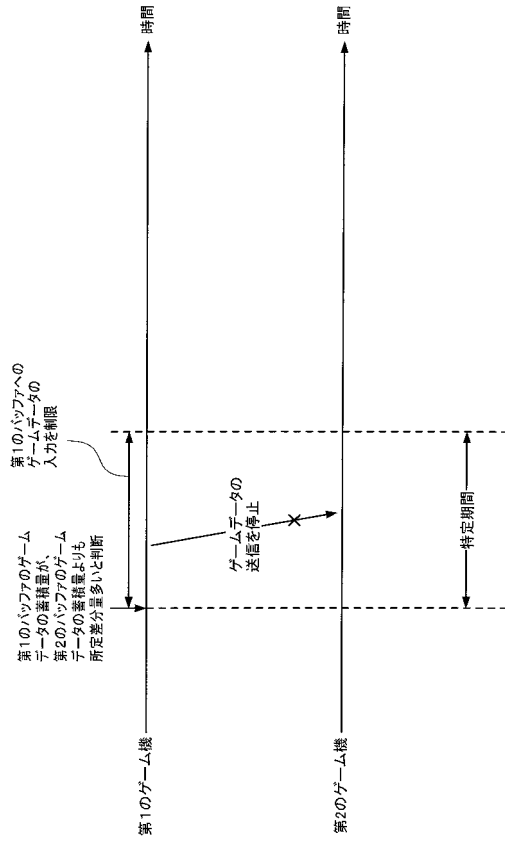 第1のバッファのゲーム
データの蓄積量が、
第2のバッファのゲーム
データの蓄積量よりも
所定差分量多いと判断
第1のバッファへの
ゲームデータの
入力を制限
第1のゲーム機
時間
ゲームデータの
送信を停止
第2のゲーム機
時間
特定期間